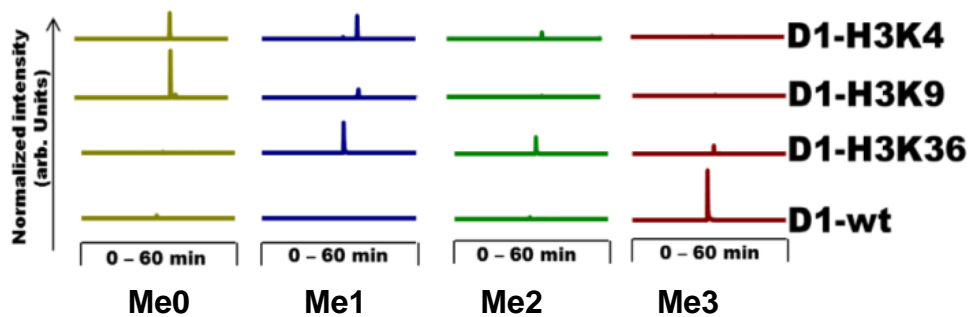 Normalized intensity
(arb. Units)
D1-H3K4
D1-H3K9
D1-H3K36
D1-wt
0 – 60 min
0 – 60 min
0 – 60 min
0 – 60 min
Me0
Me1
Me2
Me3